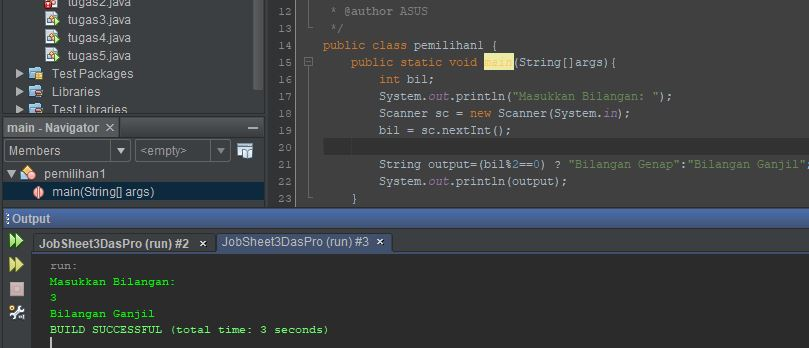 tugas2.java
tugas3.java
tugas4.java
tugas5.java
Test Packages
Libraries
Test Libraries
main - Navigator
Members
<empty>
pemilihan1
main(String[] args)
12 * @author ASUS
13 */
14 public class pemilihan1 {
15 public static void main(String[]args){
16 int bil;
17 System.out.println("Masukkan Bilangan: ");
18 Scanner sc = new Scanner(System.in);
19 bil = sc.nextInt();
20
21 String output=(bil%2==0) ? "Bilangan Genap":"Bilangan Ganjil";
22 System.out.println(output);
23 }
Output
JobSheet3DasPro (run) #2
JobSheet3DasPro (run) #3
run:
Masukkan Bilangan:
3
Bilangan Ganjil
BUILD SUCCESSFUL (total time: 3 seconds)